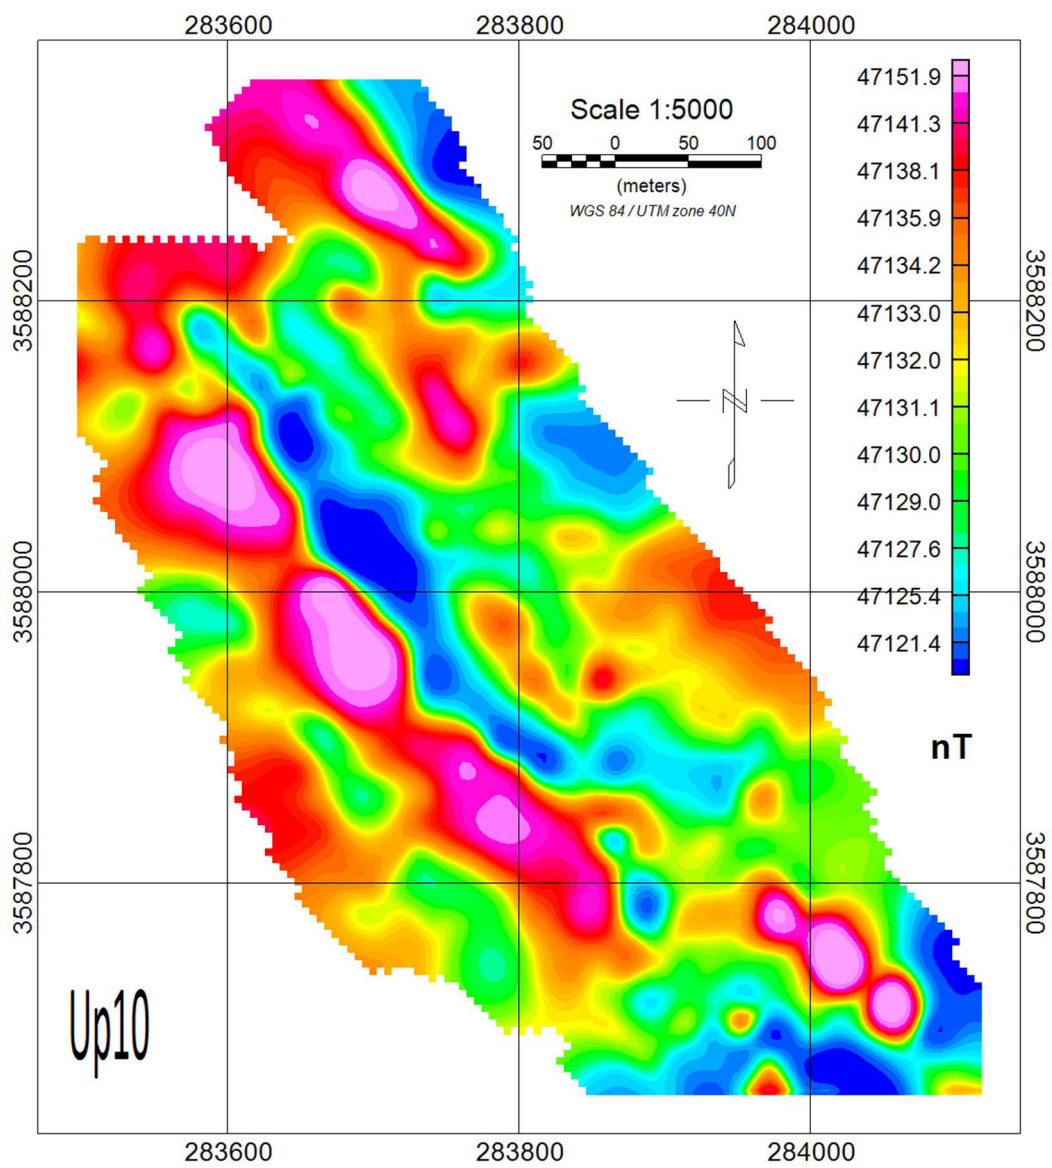 283600 283800 284000
Scale 1:5000
50 0 50 100
(meters)
WGS 84 / UTM zone 40N
47151.9
47141.3
47138.1
47135.9
47134.2
47133.0
47132.0
47131.1
47130.0
47129.0
47127.6
47125.4
47121.4
nT
N
3588200 3588200
3588000 3588000
3587800 3587800
Up10
283600 283800 284000